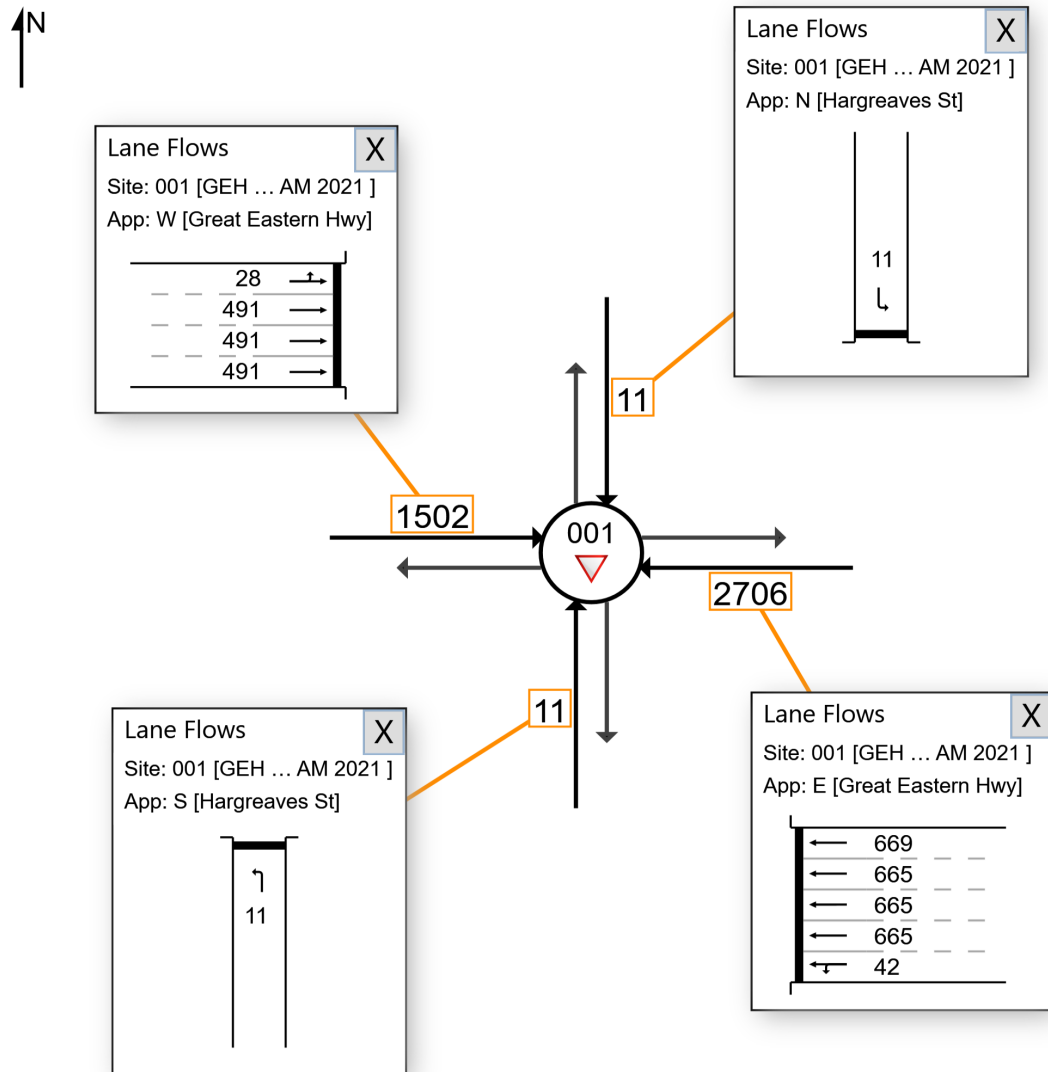 N
Lane Flows
X
Site: 001 [GEH ... AM 2021 ]
App: N [Hargreaves St]
11
Lane Flows
X
Site: 001 [GEH ... AM 2021 ]
App: W [Great Eastern Hwy]
28
491
491
491
11
1502
001
2706
11
Lane Flows
X
Site: 001 [GEH ... AM 2021 ]
App: S [Hargreaves St]
11
Lane Flows
X
Site: 001 [GEH ... AM 2021 ]
App: E [Great Eastern Hwy]
669
665
665
665
42